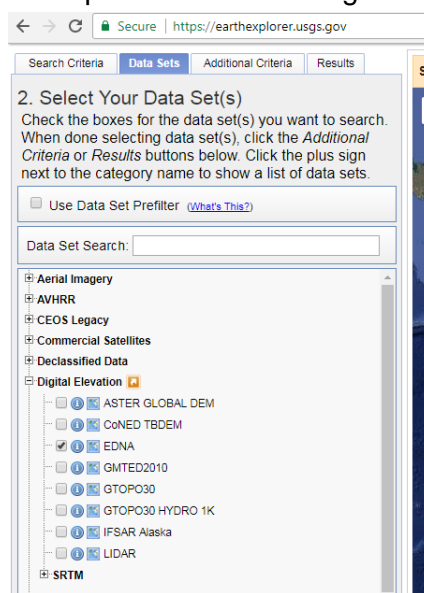 Secure | https://earthexplorer.usgs.gov
Search Criteria Data Sets Additional Criteria Results
2. Select Your Data Set(s)
Check the boxes for the data set(s) you want to search.
When done selecting data set(s), click the Additional
Criteria or Results buttons below. Click the plus sign
next to the category name to show a list of data sets.
Use Data Set Prefilter (What's This?)
Data Set Search:
Aerial Imagery
AVHRR
CEOS Legacy
Commercial Satellites
Declassified Data
Digital Elevation
ASTER GLOBAL DEM
CoNED TBDEM
EDNA
GMTED2010
GTOPO30
GTOPO30 HYDRO 1K
IFSAR Alaska
LIDAR
SRTM